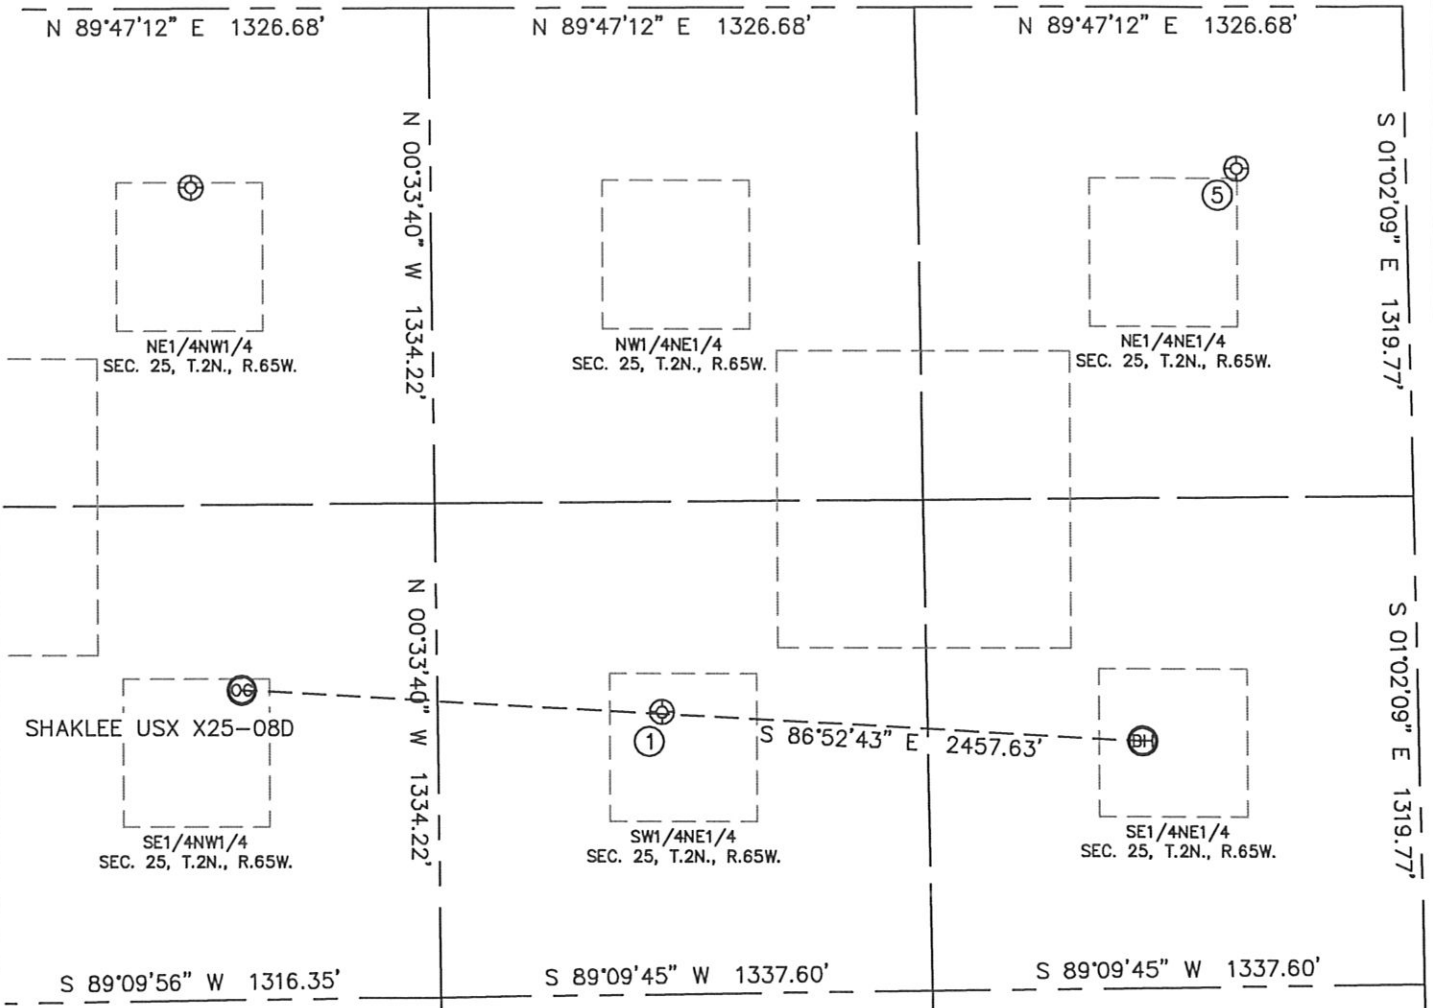 N 89°47'12" E 1326.68'
N 89°47'12" E 1326.68'
N 89°47'12" E 1326.68'
N 00°33'40" W 1334.22'
S 01°02'09" E 1319.77'
5
NE1/4NW1/4
SEC. 25, T.2N., R.65W.
NW1/4NE1/4
SEC. 25, T.2N., R.65W.
NE1/4NE1/4
SEC. 25, T.2N., R.65W.
N 00°33'40" W 1334.22'
S 01°02'09" E 1319.77'
OG
SHAKLEE USX X25-08D
1
S 86°52'43" E 2457.63'
BH
SE1/4NW1/4
SEC. 25, T.2N., R.65W.
SW1/4NE1/4
SEC. 25, T.2N., R.65W.
SE1/4NE1/4
SEC. 25, T.2N., R.65W.
S 89°09'56" W 1316.35'
S 89°09'45" W 1337.60'
S 89°09'45" W 1337.60'